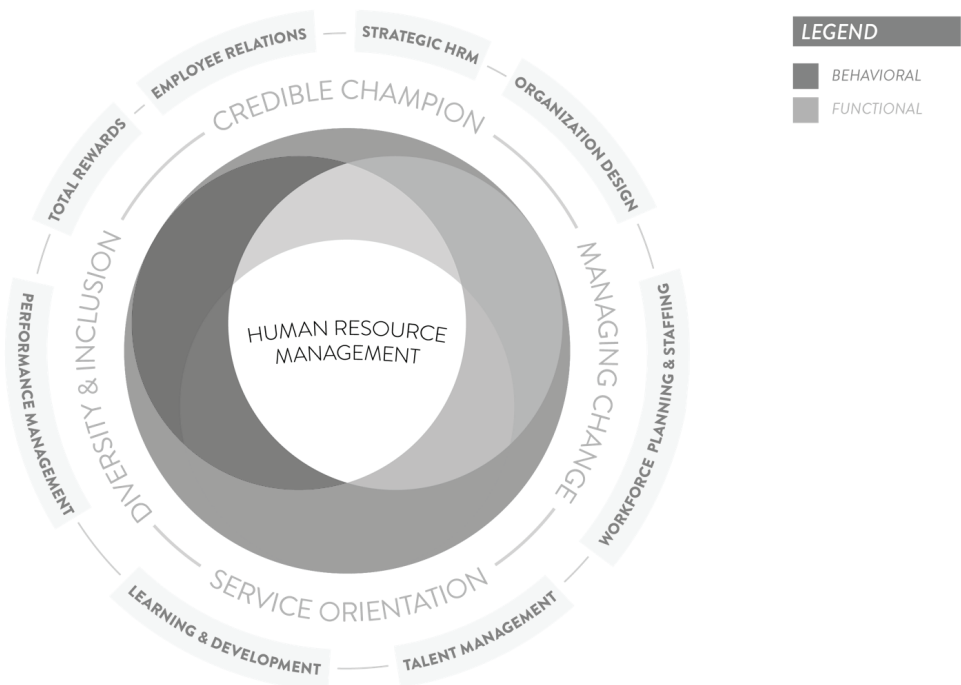 LEGEND
BEHAVIORAL
FUNCTIONAL
EMPLOYEE RELATIONS
STRATEGIC HRM
ORGANIZATION DESIGN
WORKFORCE PLANNING & STAFFING
TALENT MANAGEMENT
LEARNING & DEVELOPMENT
PERFORMANCE MANAGEMENT
TOTAL REWARDS
CREDIBLE CHAMPION
MANAGING CHANGE
SERVICE ORIENTATION
DIVERSITY & INCLUSION
HUMAN RESOURCE
MANAGEMENT